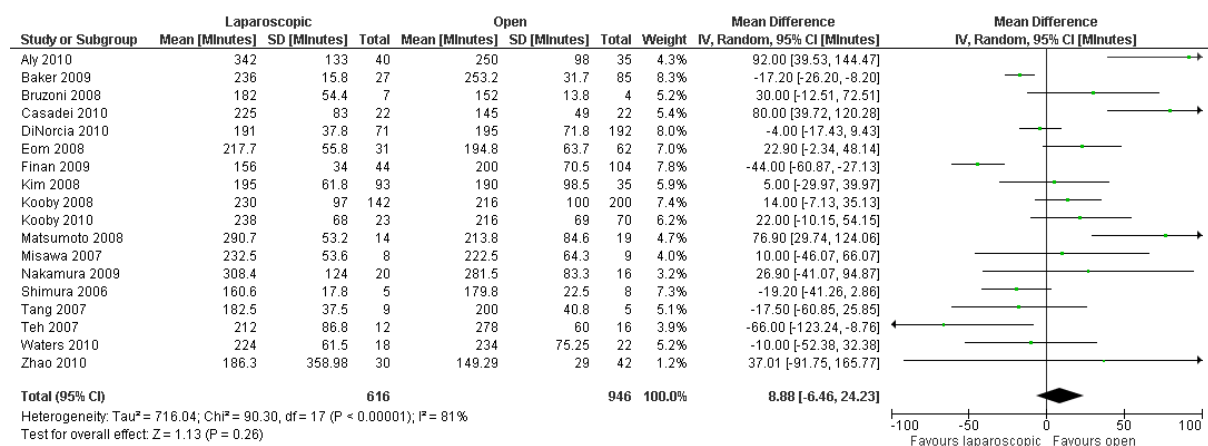 Laparoscopic Open Mean Difference Mean Difference
Study or Subgroup Mean [MInutes] SD [MInutes] Total Mean [MInutes] SD [MInutes] Total Weight IV, Random, 95% CI [MInutes] IV, Random, 95% CI [MInutes]
Aly 2010 342 133 40 250 98 35 4.3% 92.00 [39.53, 144.47]
Baker 2009 236 15.8 27 253.2 31.7 85 8.4% -17.20 [-26.20, -8.20]
Bruzoni 2008 182 54.4 7 152 13.8 4 5.2% 30.00 [-12.51, 72.51]
Casadei 2010 225 83 22 145 49 22 5.4% 80.00 [39.72, 120.28]
DiNorcia 2010 191 37.8 71 195 71.8 192 8.0% -4.00 [-17.43, 9.43]
Eom 2008 217.7 55.8 31 194.8 63.7 62 6.9% 22.90 [-2.34, 48.14]
Finan 2009 156 34 44 200 70.5 104 7.8% -44.00 [-60.87, -27.13]
Kim 2008 195 61.8 93 190 98.5 35 5.9% 5.00 [-29.97, 39.97]
Kooby 2008 230 97 142 216 100 200 7.4% 14.00 [-7.13, 35.13]
Kooby 2010 238 68 23 216 69 70 6.2% 22.00 [-10.15, 54.15]
Matsumoto 2008 290.7 53.2 14 213.8 84.6 19 4.7% 76.90 [29.74, 124.06]
Misawa 2007 232.5 53.6 8 222.5 64.3 9 4.0% 10.00 [-46.07, 66.07]
Nakamura 2009 308.4 124 20 281.5 83.3 16 3.2% 26.90 [-41.07, 94.87]
Shimura 2006 160.6 17.8 5 179.8 22.5 8 7.3% -19.20 [-41.26, 2.86]
Tang 2007 182.5 37.5 9 200 40.8 5 5.1% -17.50 [-60.85, 25.85]
Teh 2007 212 86.8 12 278 60 16 3.9% -66.00 [-123.24, -8.76]
Waters 2010 224 61.5 18 234 75.25 22 5.2% -10.00 [-52.38, 32.38]
Zhao 2010 186.3 358.98 30 149.29 29 42 1.2% 37.01 [-91.75, 165.77]
Total (95% CI) 616 946 100.0% 8.88 [-6.46, 24.23]
Heterogeneity: Tau² = 716.04; Chi² = 90.30, df = 17 (P < 0.00001); I² = 81%
Test for overall effect: Z = 1.13 (P = 0.26)
-100 -50 0 50 100
Favours laparoscopic Favours open